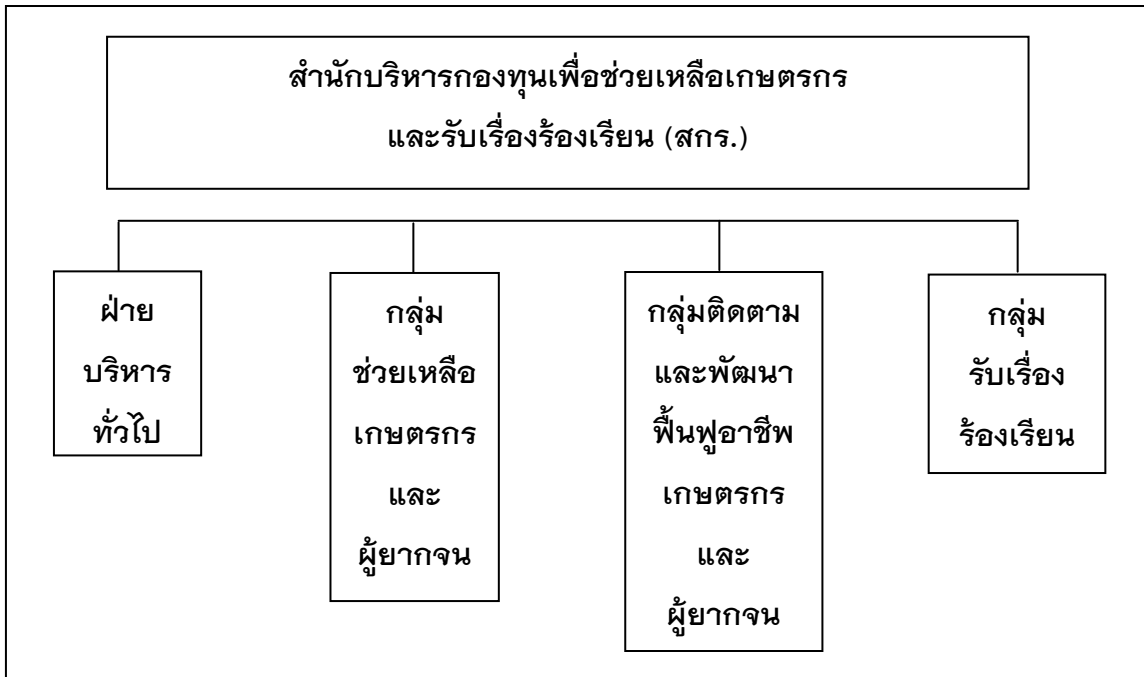 สำนักบริหารกองทุนเพื่อช่วยเหลือเกษตรกร
และรับเรื่องร้องเรียน (สกร.)
ฝ่าย
บริหาร
ทั่วไป
กลุ่ม
ช่วยเหลือ
เกษตรกร
และ
ผู้ยากจน
กลุ่มติดตาม
และพัฒนา
ฟื้นฟูอาชีพ
เกษตรกร
และ
ผู้ยากจน
กลุ่ม
รับเรื่อง
ร้องเรียน